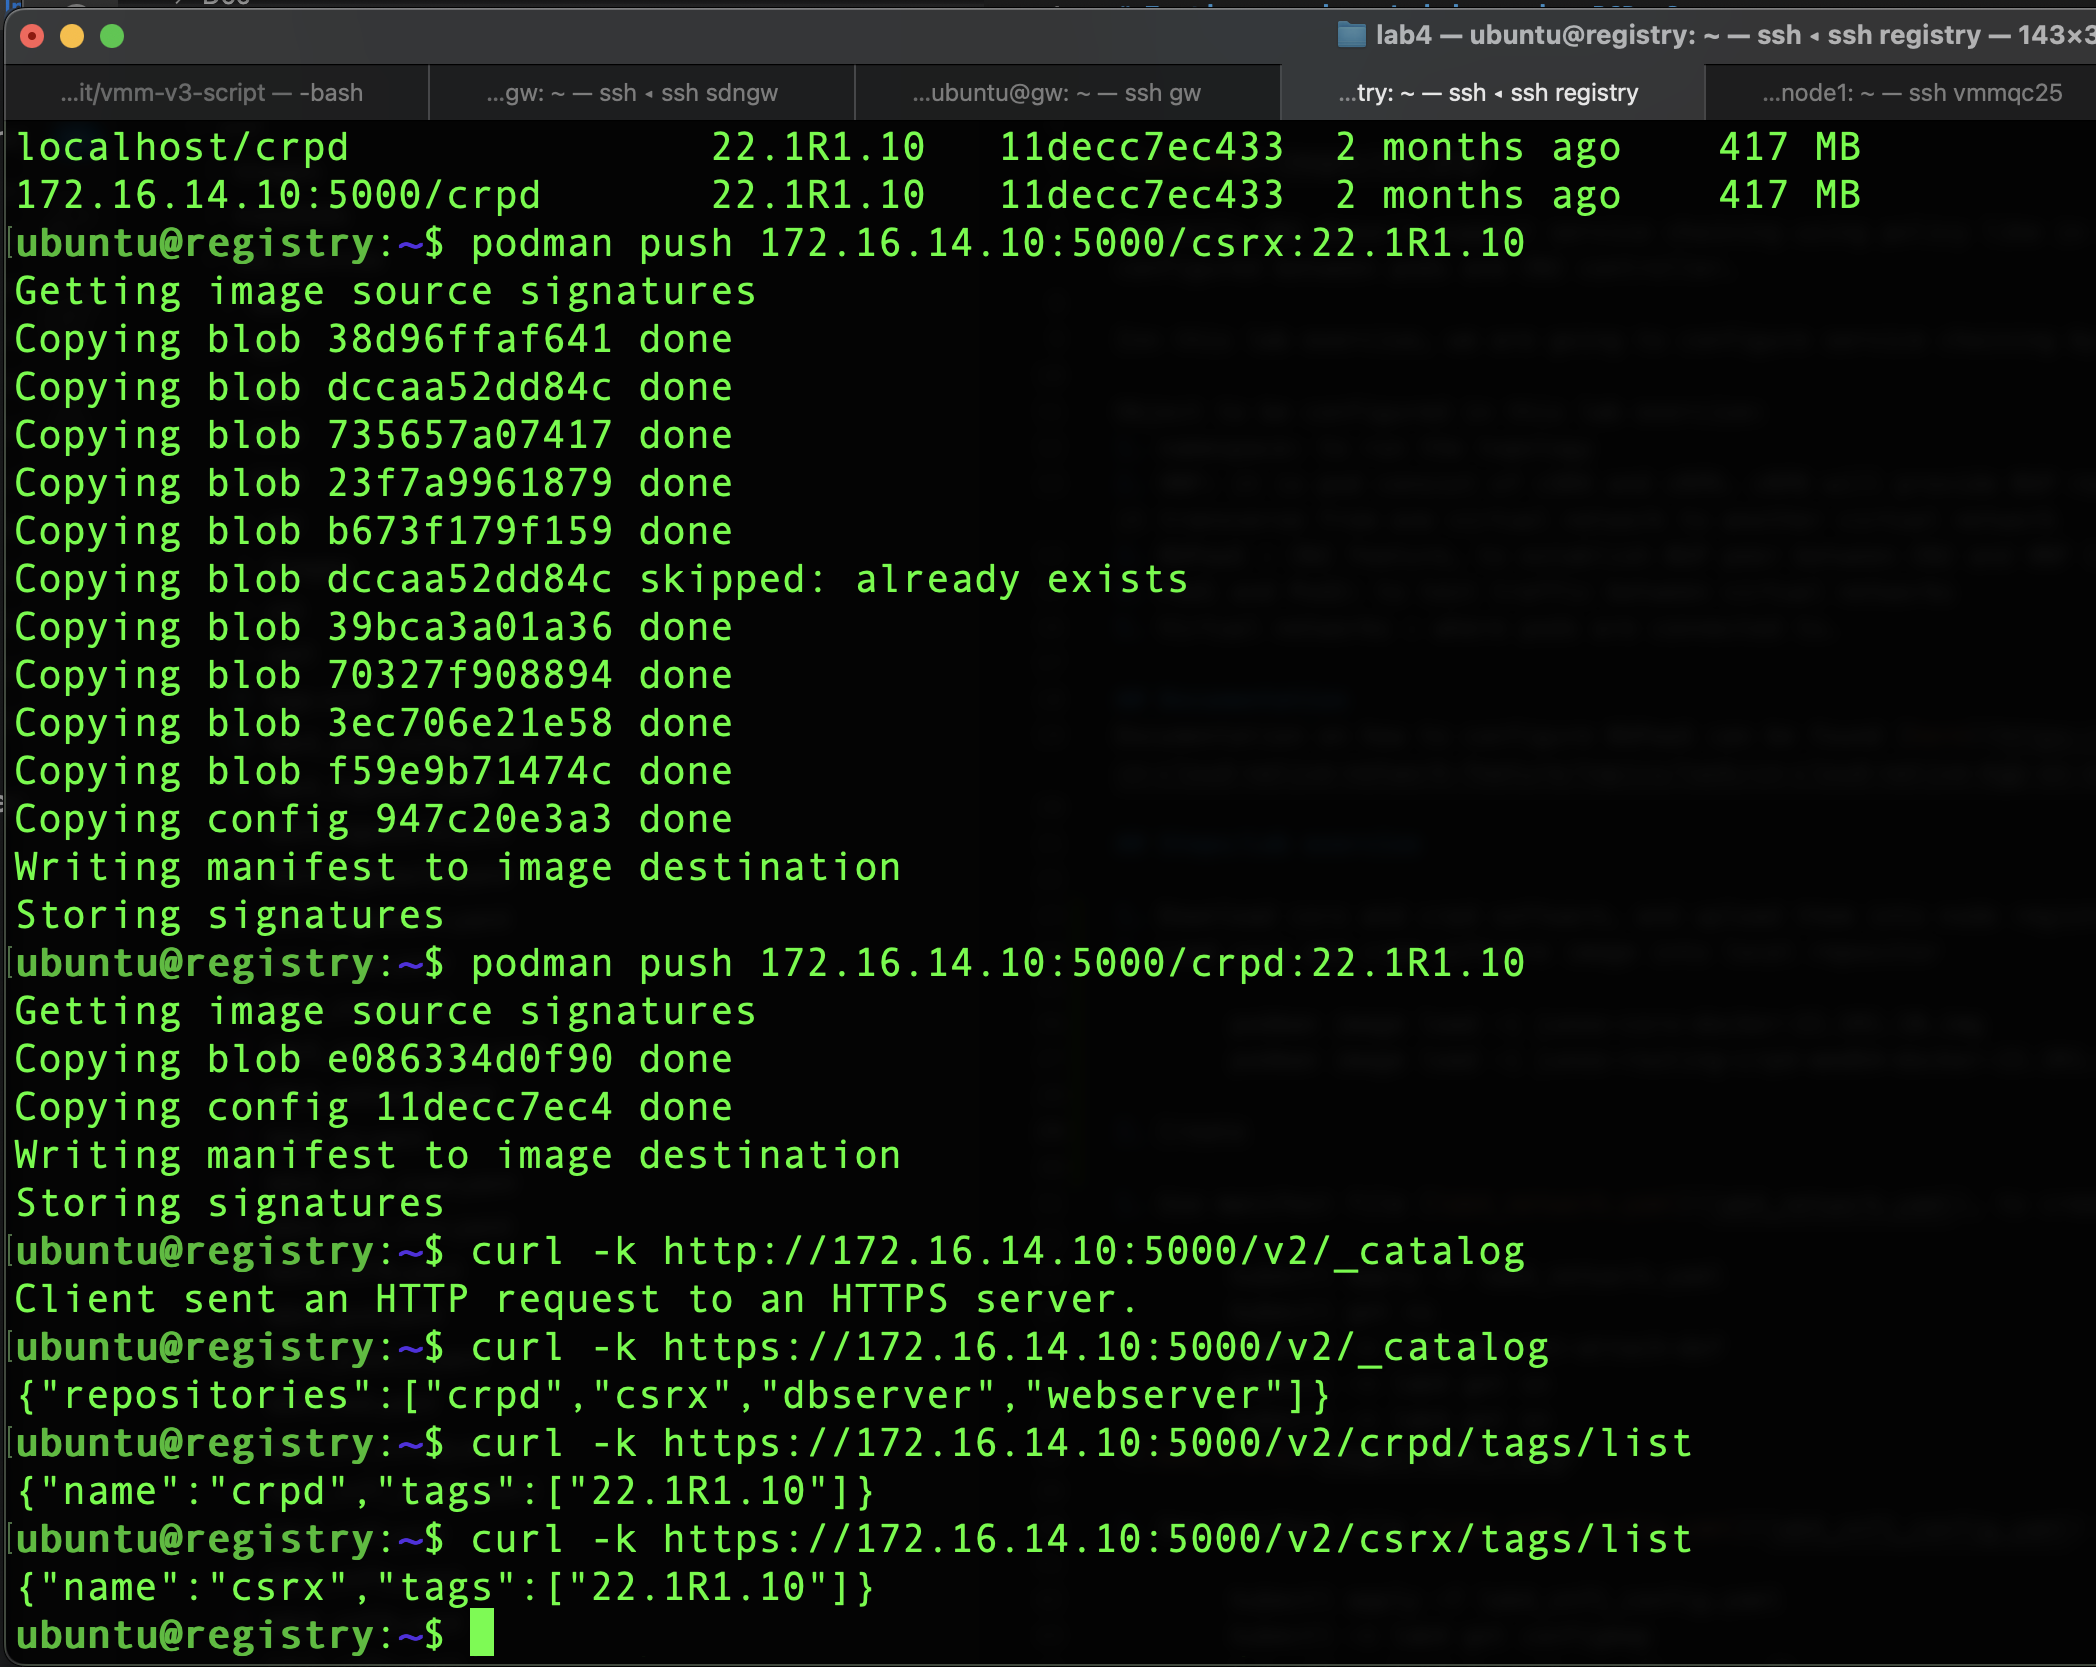 lab4 — ubuntu@registry: ~ — ssh ◂ ssh registry — 143×3
...it/vmm-v3-script — -bash
...gw: ~ — ssh ◂ ssh sdngw
...ubuntu@gw: ~ — ssh gw
...try: ~ — ssh ◂ ssh registry
...node1: ~ — ssh vmmqc25
localhost/crpd 22.1R1.10 11decc7ec433 2 months ago 417 MB
172.16.14.10:5000/crpd 22.1R1.10 11decc7ec433 2 months ago 417 MB
ubuntu@registry:~$ podman push 172.16.14.10:5000/csrx:22.1R1.10
Getting image source signatures
Copying blob 38d96ffaf641 done
Copying blob dccaa52dd84c done
Copying blob 735657a07417 done
Copying blob 23f7a9961879 done
Copying blob b673f179f159 done
Copying blob dccaa52dd84c skipped: already exists
Copying blob 39bca3a01a36 done
Copying blob 70327f908894 done
Copying blob 3ec706e21e58 done
Copying blob f59e9b71474c done
Copying config 947c20e3a3 done
Writing manifest to image destination
Storing signatures
ubuntu@registry:~$ podman push 172.16.14.10:5000/crpd:22.1R1.10
Getting image source signatures
Copying blob e086334d0f90 done
Copying config 11decc7ec4 done
Writing manifest to image destination
Storing signatures
ubuntu@registry:~$ curl -k http://172.16.14.10:5000/v2/_catalog
Client sent an HTTP request to an HTTPS server.
ubuntu@registry:~$ curl -k https://172.16.14.10:5000/v2/_catalog
{"repositories":["crpd","csrx","dbserver","webserver"]}
ubuntu@registry:~$ curl -k https://172.16.14.10:5000/v2/crpd/tags/list
{"name":"crpd","tags":["22.1R1.10"]}
ubuntu@registry:~$ curl -k https://172.16.14.10:5000/v2/csrx/tags/list
{"name":"csrx","tags":["22.1R1.10"]}
ubuntu@registry:~$